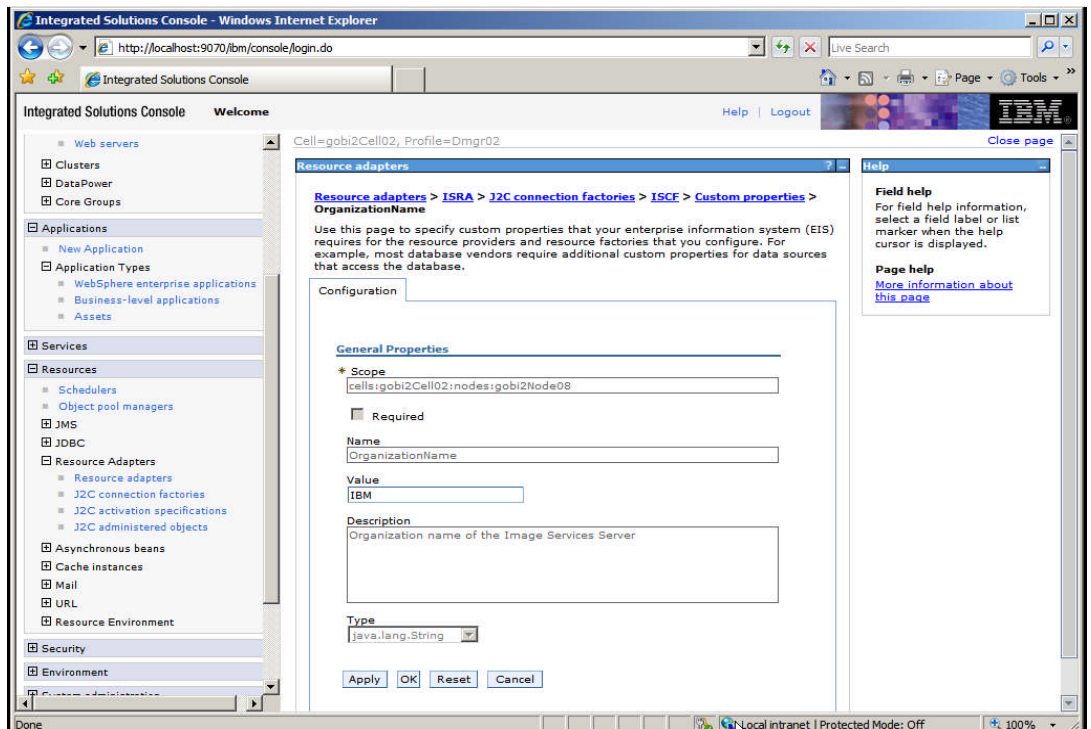 Integrated Solutions Console - Windows Internet Explorer
http://localhost:9070/ibm/console/login.do
Live Search
Integrated Solutions Console
Page
Tools
»
Integrated Solutions Console Welcome
Help | Logout
IBM
Web servers
Clusters
DataPower
Core Groups
Applications
New Application
Application Types
WebSphere enterprise applications
Business-level applications
Assets
Services
Resources
Schedulers
Object pool managers
JMS
JDBC
Resource Adapters
Resource adapters
J2C connection factories
J2C activation specifications
J2C administered objects
Asynchronous beans
Cache instances
Mail
URL
Resource Environment
Security
Environment
Custom administration
Cell=gobi2Cell02, Profile=Dmgr02
Close page
Resource adapters
? -
Resource adapters > ISRA > J2C connection factories > ISCF > Custom properties >
OrganizationName
Use this page to specify custom properties that your enterprise information system (EIS)
requires for the resource providers and resource factories that you configure. For
example, most database vendors require additional custom properties for data sources
that access the database.
Configuration
General Properties
* Scope
cells:gobi2Cell02:nodes:gobi2Node08
Required
Name
OrganizationName
Value
IBM
Description
Organization name of the Image Services Server
Type
java.lang.String
Apply OK Reset Cancel
Help
Field help
For field help information,
select a field label or list
marker when the help
cursor is displayed.
Page help
More information about
this page
Done
Local intranet | Protected Mode: Off
100%